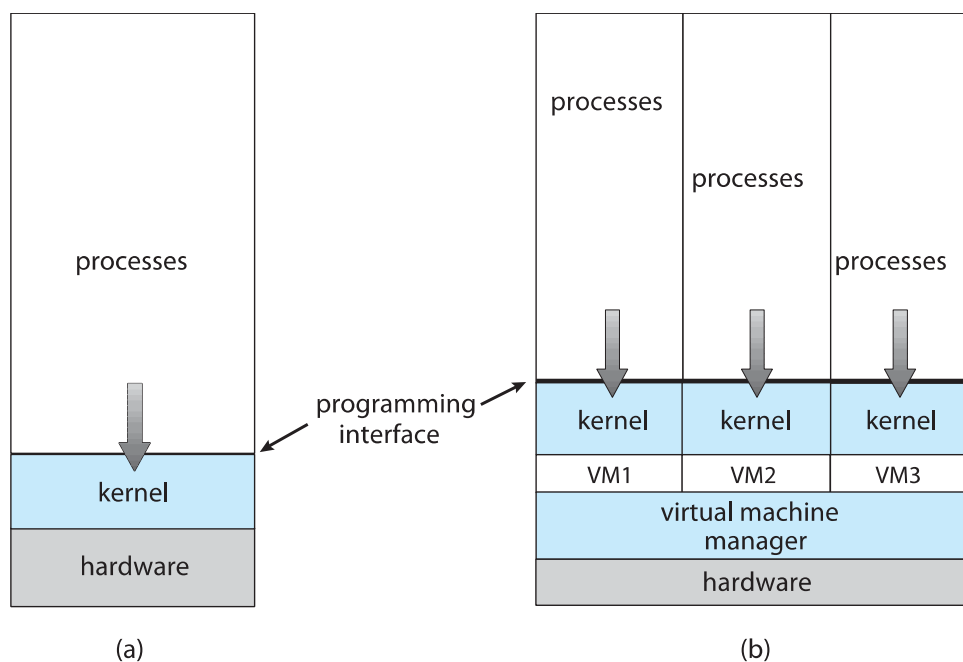 processes
programming
interface
kernel
hardware
(a)
processes
processes
processes
kernel
kernel
kernel
VM1
VM2
VM3
virtual machine
manager
hardware
(b)